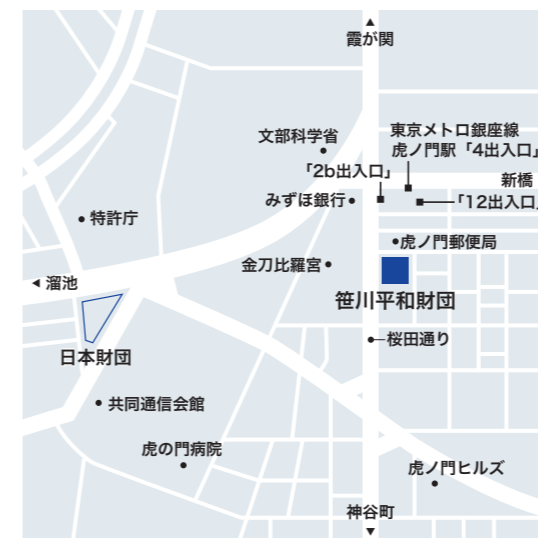 霞が関
文部科学省
東京メトロ銀座線
虎ノ門駅「4出入口」
「2b出入口」
新橋
みずほ銀行
「12出入口」
特許庁
虎ノ門郵便局
金刀比羅宮
溜池
笹川平和財団
桜田通り
日本財団
共同通信会館
虎の門病院
虎ノ門ヒルズ
神谷町